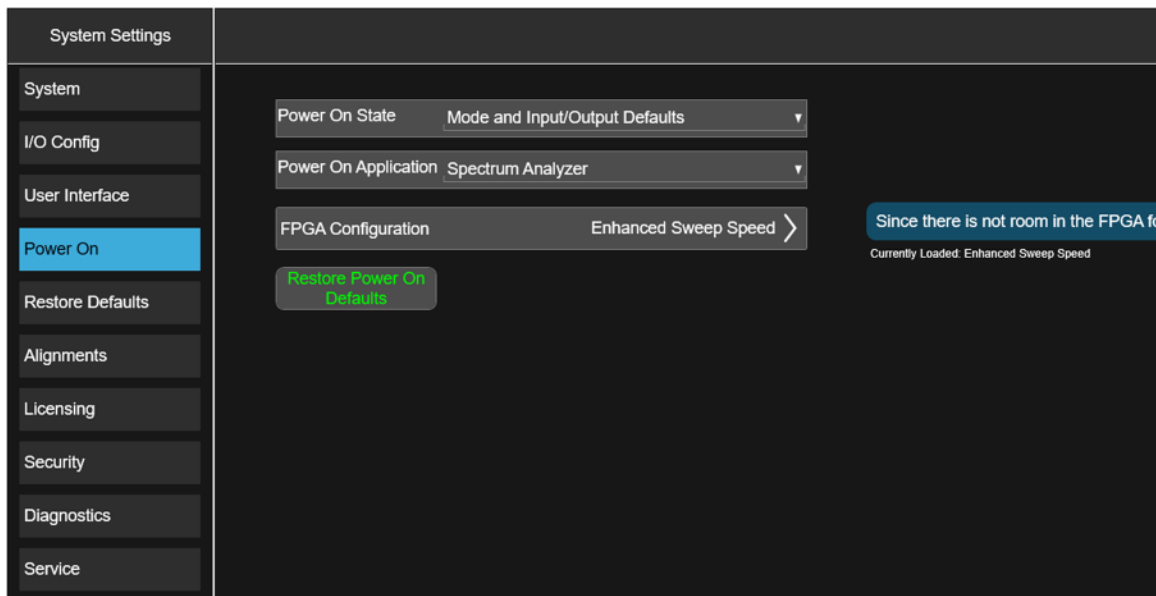 System Settings
System
I/O Config
User Interface
Power On
Restore Defaults
Alignments
Licensing
Security
Diagnostics
Service
Power On State Mode and Input/Output Defaults
Power On Application Spectrum Analyzer
FPGA Configuration Enhanced Sweep Speed
Restore Power On
Defaults
Since there is not room in the FPGA fo
Currently Loaded: Enhanced Sweep Speed